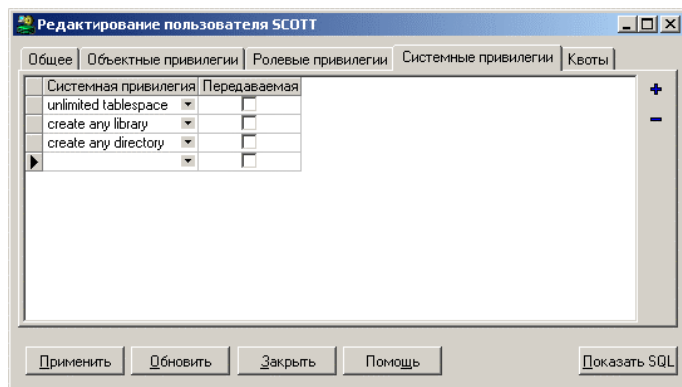 Редактирование пользователя SCOTT
Общее Объектные привилегии Ролевые привилегии Системные привилегии Квоты
Системная привилегия Передаваемая
unlimited tablespace
create any library
create any directory
Применить Обновить Закрыть Помощь Показать SQL